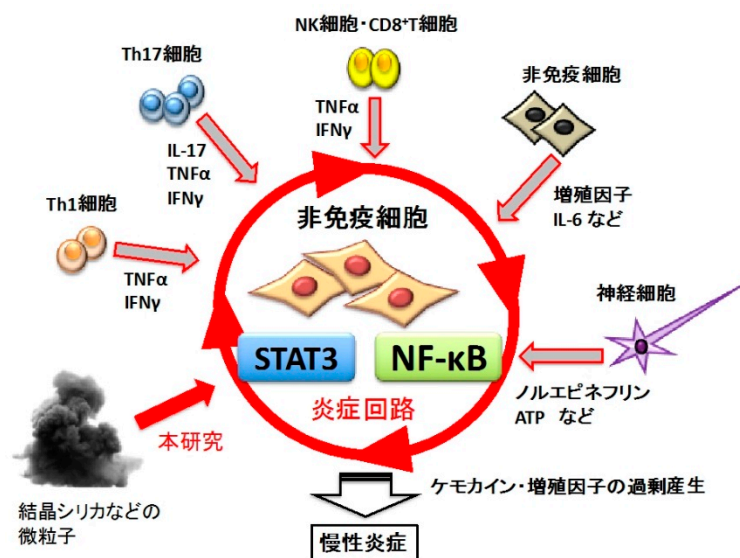 NK細胞・CD8⁺T細胞
Th17細胞
非免疫細胞
TNFα
IFNγ
IL-17
TNFα
IFNγ
増殖因子
IL-6 など
Th1細胞
非免疫細胞
TNFα
IFNγ
神経細胞
STAT3
NF-κB
ノルエピネフリン
ATP など
炎症回路
本研究
ケモカイン・増殖因子の過剰産生
結晶シリカなどの
微粒子
慢性炎症